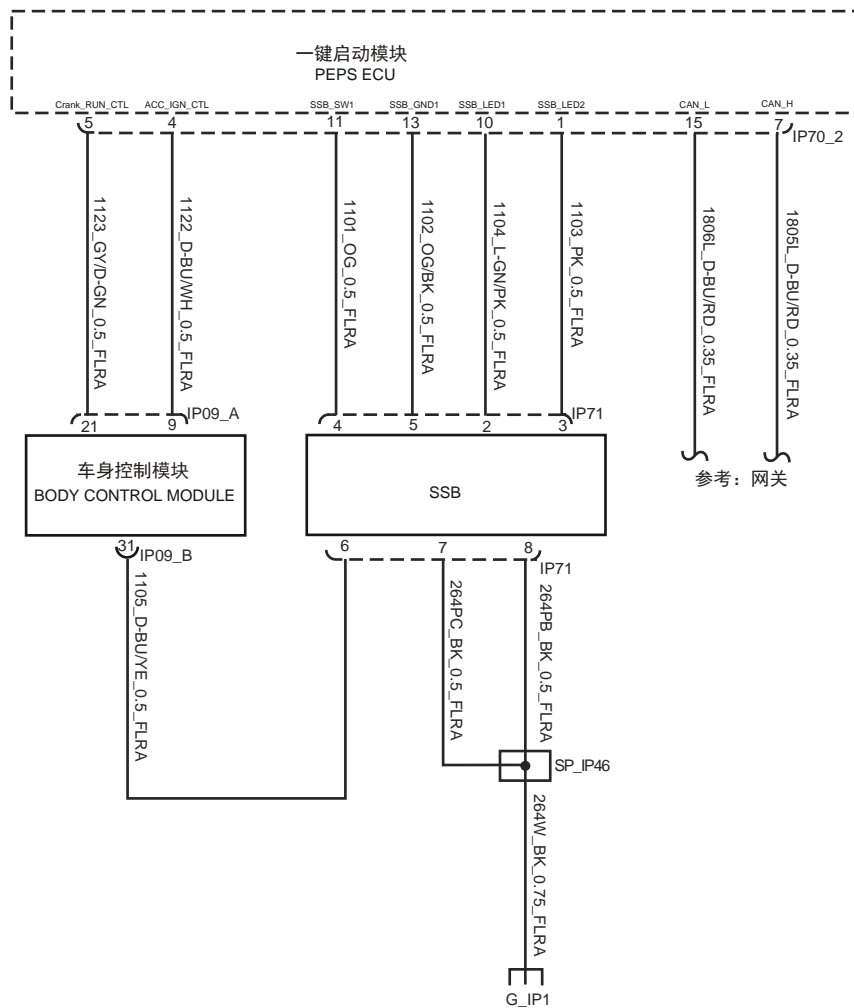 一键启动模块
PEPS ECU
Crank_RUN_CTL ACC_IGN_CTL SSB_SW1 SSB_GND1 SSB_LED1 SSB_LED2 CAN_L CAN_H
5 4 11 13 10 1 15 7 IP70_2
1123_GY/D-GN_0.5_FLRA
1122_D-BU/WH_0.5_FLRA
1101_OG_0.5_FLRA
1102_OG/BK_0.5_FLRA
1104_L-GN/PK_0.5_FLRA
1103_PK_0.5_FLRA
1806L_D-BU/RD_0.35_FLRA
1805L_D-BU/RD_0.35_FLRA
21 9 IP09_A
4 5 2 3 IP71
车身控制模块
BODY CONTROL MODULE
SSB
参考：网关
31 IP09_B
6 7 8 IP71
1105_D-BU/YE_0.5_FLRA
264PC_BK_0.5_FLRA
264PB_BK_0.5_FLRA
SP_IP46
264W_BK_0.75_FLRA
G_IP1